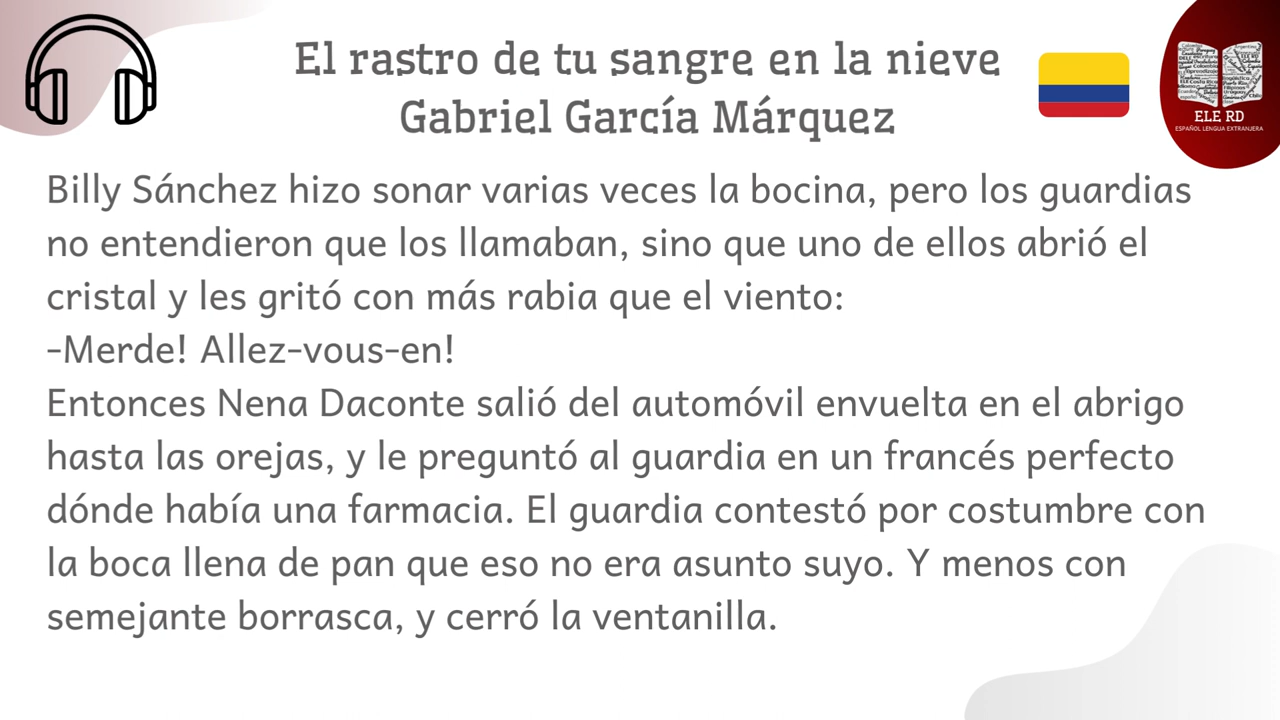 El rastro de tu sangre en la nieve
Gabriel García Márquez
ELE RD
ESPAÑOL LENGUA EXTRANJERA
Billy Sánchez hizo sonar varias veces la bocina, pero los guardias
no entendieron que los llamaban, sino que uno de ellos abrió el
cristal y les gritó con más rabia que el viento:
-Merde! Allez-vous-en!
Entonces Nena Daconte salió del automóvil envuelta en el abrigo
hasta las orejas, y le preguntó al guardia en un francés perfecto
dónde había una farmacia. El guardia contestó por costumbre con
la boca llena de pan que eso no era asunto suyo. Y menos con
semejante borrasca, y cerró la ventanilla.